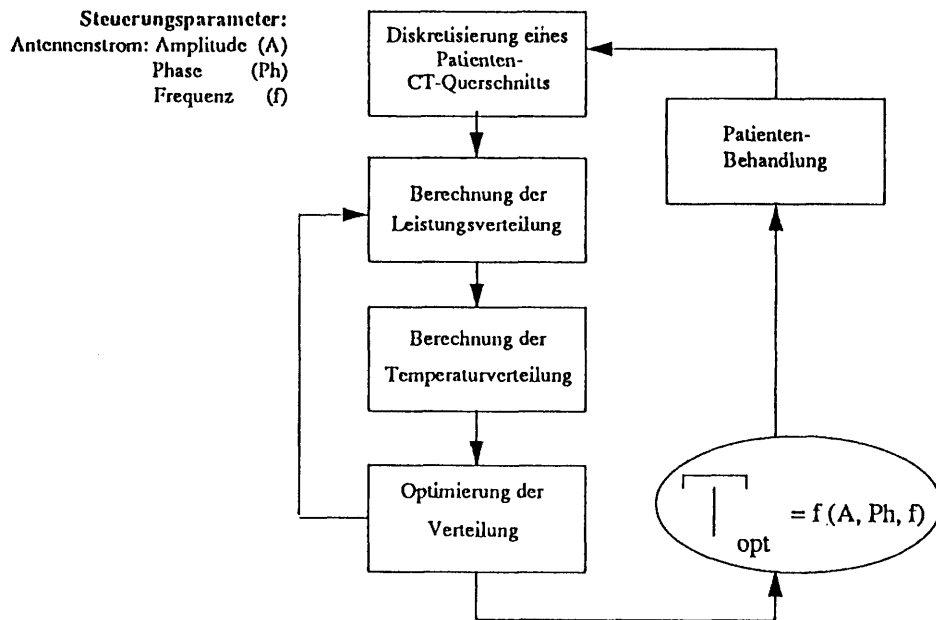 Steuerungsparameter:
Antennenstrom: Amplitude (A)
Phase (Ph)
Frequenz (f)
Diskretisierung eines
Patienten-
CT-Querschnitts
Patienten-
Behandlung
Berechnung der
Leistungsverteilung
Berechnung der
Temperaturverteilung
Optimierung der
Verteilung
T opt = f (A, Ph, f)